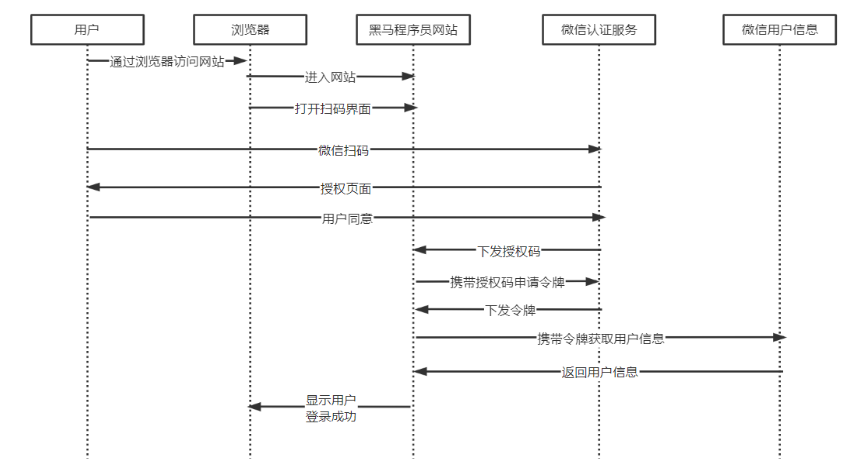 用户
浏览器
黑马程序员网站
微信认证服务
微信用户信息
通过浏览器访问网站
进入网站
打开扫码界面
微信扫码
授权页面
用户同意
下发授权码
携带授权码申请令牌
下发令牌
携带令牌获取用户信息
返回用户信息
显示用户
登录成功